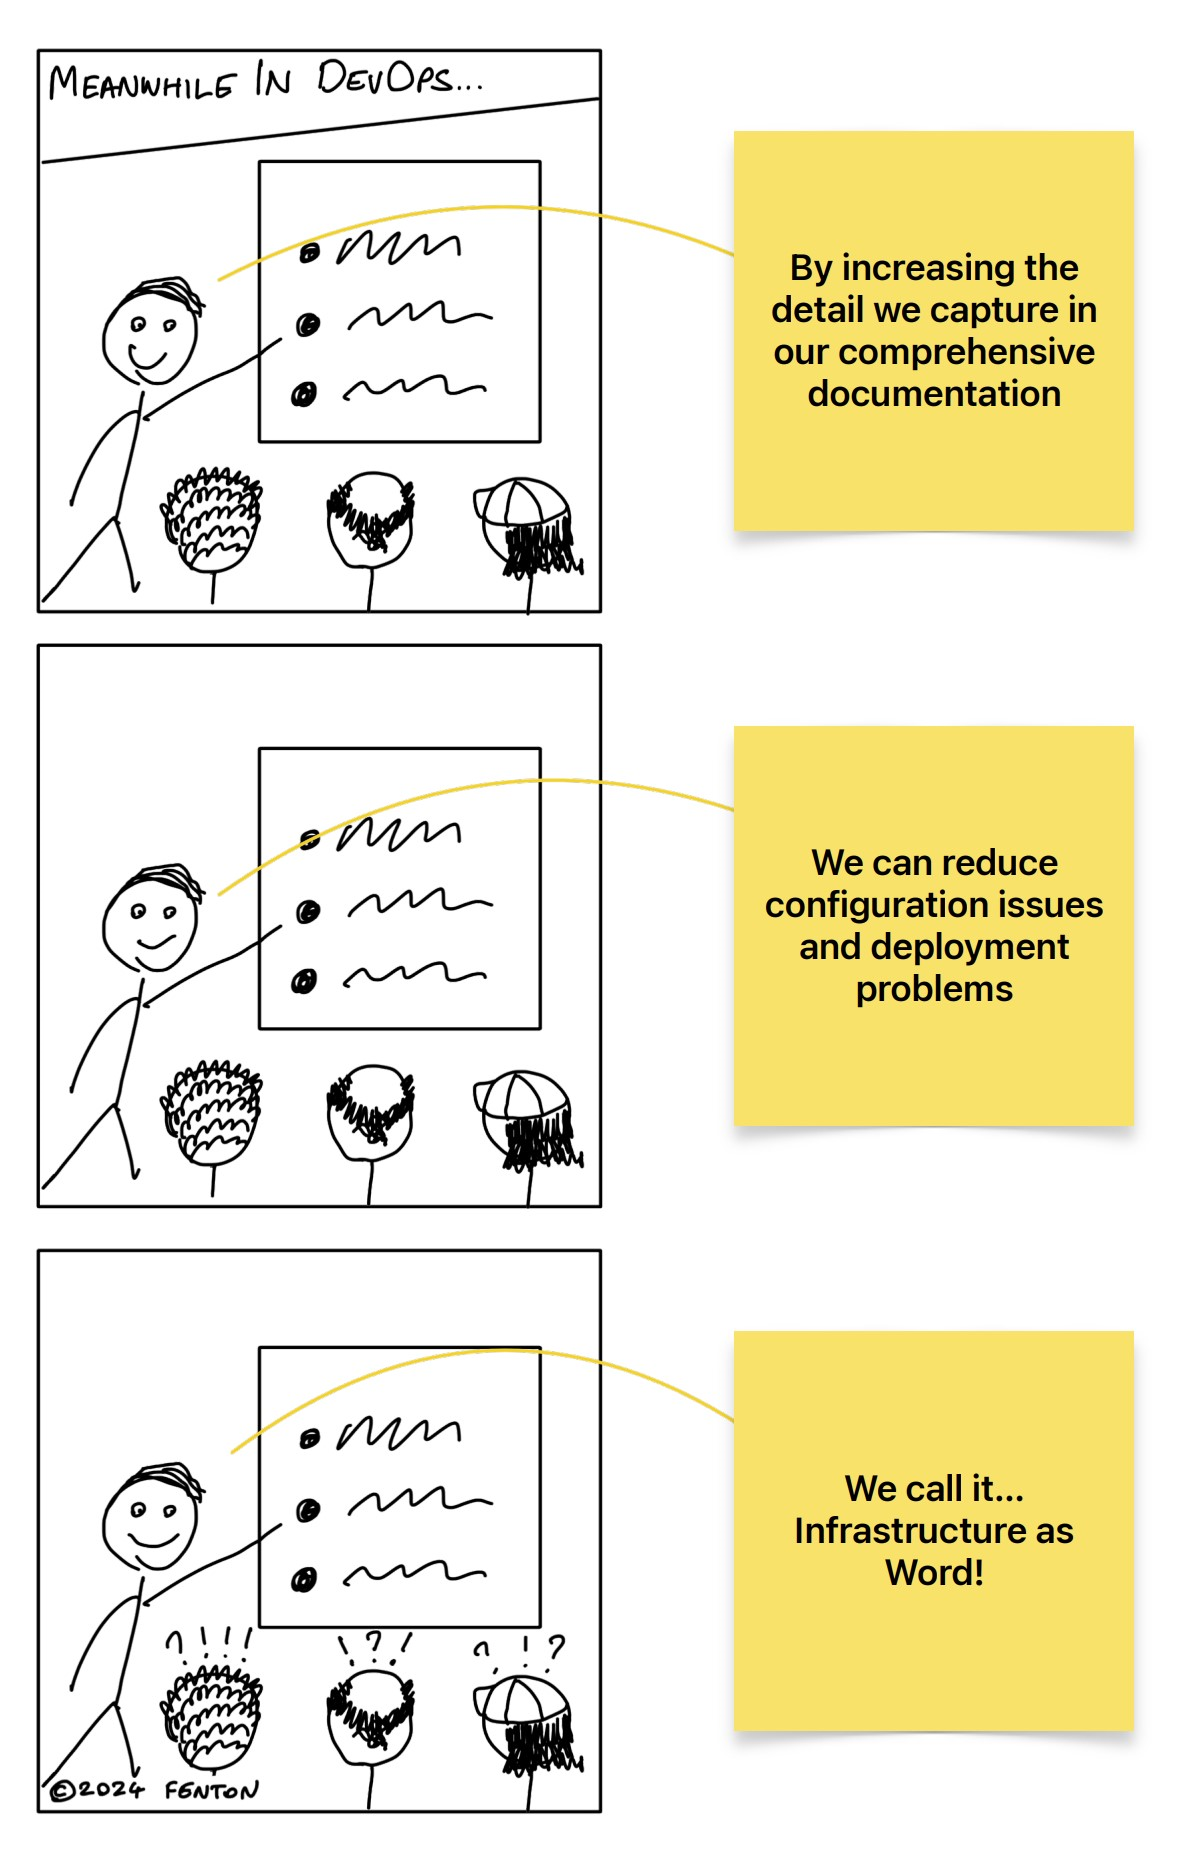 MEANWHILE IN DEVOPS...
By increasing the
detail we capture in
our comprehensive
documentation
We can reduce
configuration issues
and deployment
problems
We call it...
Infrastructure as
Word!
? ! ! !
! ? !
? ! ?
©2024 FENTON